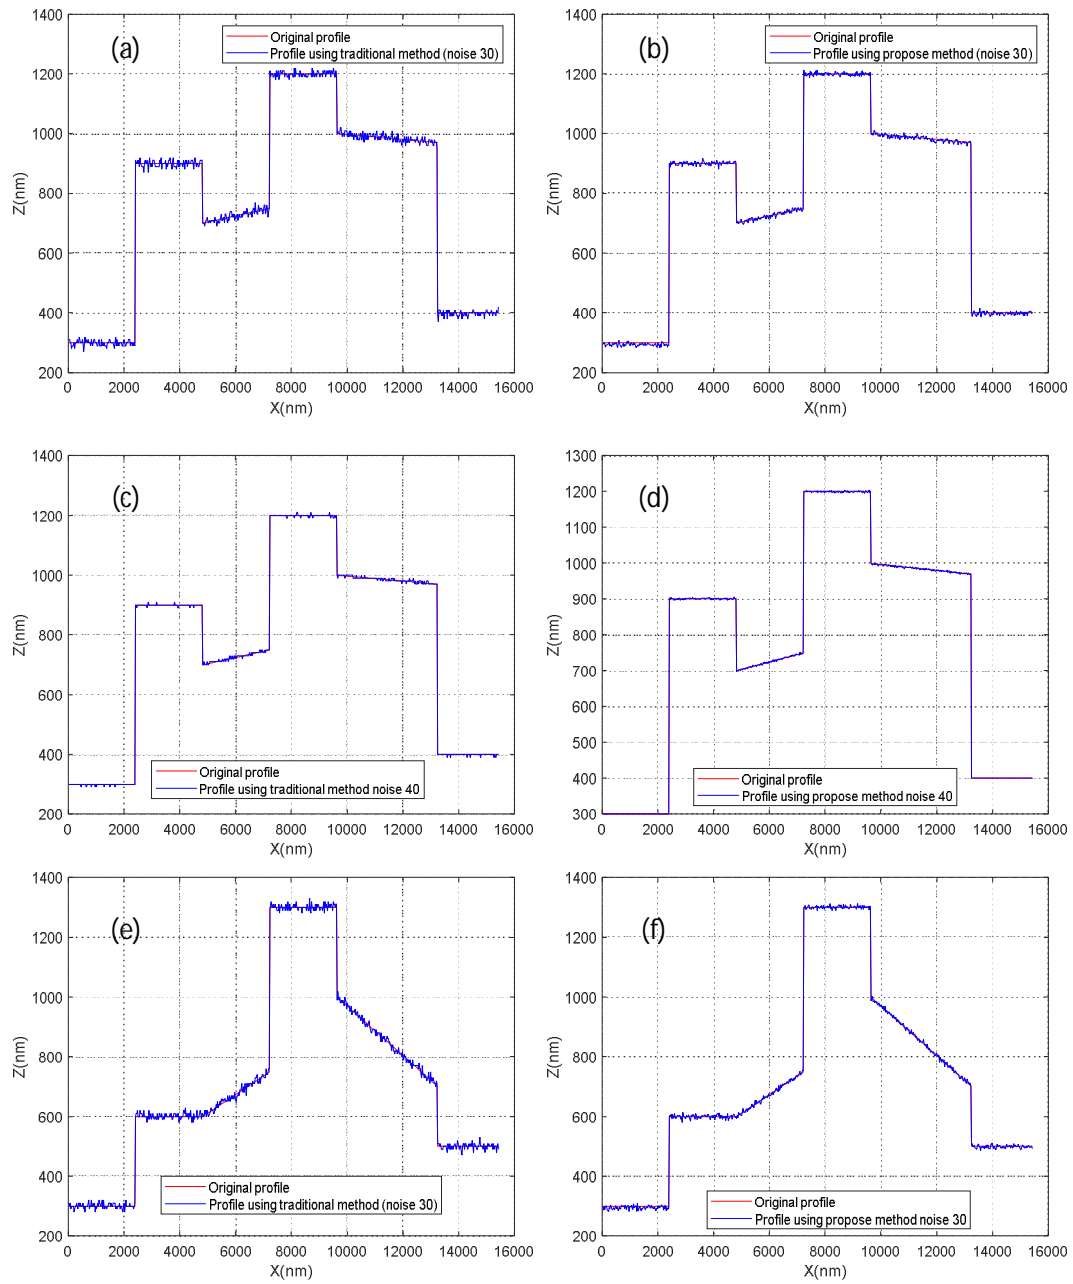 (a)
Original profile
Profile using traditional method (noise 30)
1400
1200
1000
800
600
400
200
Z(nm)
0 2000 4000 6000 8000 10000 12000 14000 16000
X(nm)
(b)
Original profile
Profile using propose method (noise 30)
1400
1200
1000
800
600
400
200
Z(nm)
0 2000 4000 6000 8000 10000 12000 14000 16000
X(nm)
(c)
1400
1200
1000
800
600
400
200
Z(nm)
Original profile
Profile using traditional method noise 40
0 2000 4000 6000 8000 10000 12000 14000 16000
X(nm)
(d)
1300
1200
1100
1000
900
800
700
600
500
400
300
Z(nm)
Original profile
Profile using propose method noise 40
0 2000 4000 6000 8000 10000 12000 14000 16000
X(nm)
(e)
1400
1200
1000
800
600
400
200
Z(nm)
Original profile
Profile using traditional method (noise 30)
0 2000 4000 6000 8000 10000 12000 14000 16000
X(nm)
(f)
1400
1200
1000
800
600
400
200
Z(nm)
Original profile
Profile using propose method noise 30
0 2000 4000 6000 8000 10000 12000 14000 16000
X(nm)